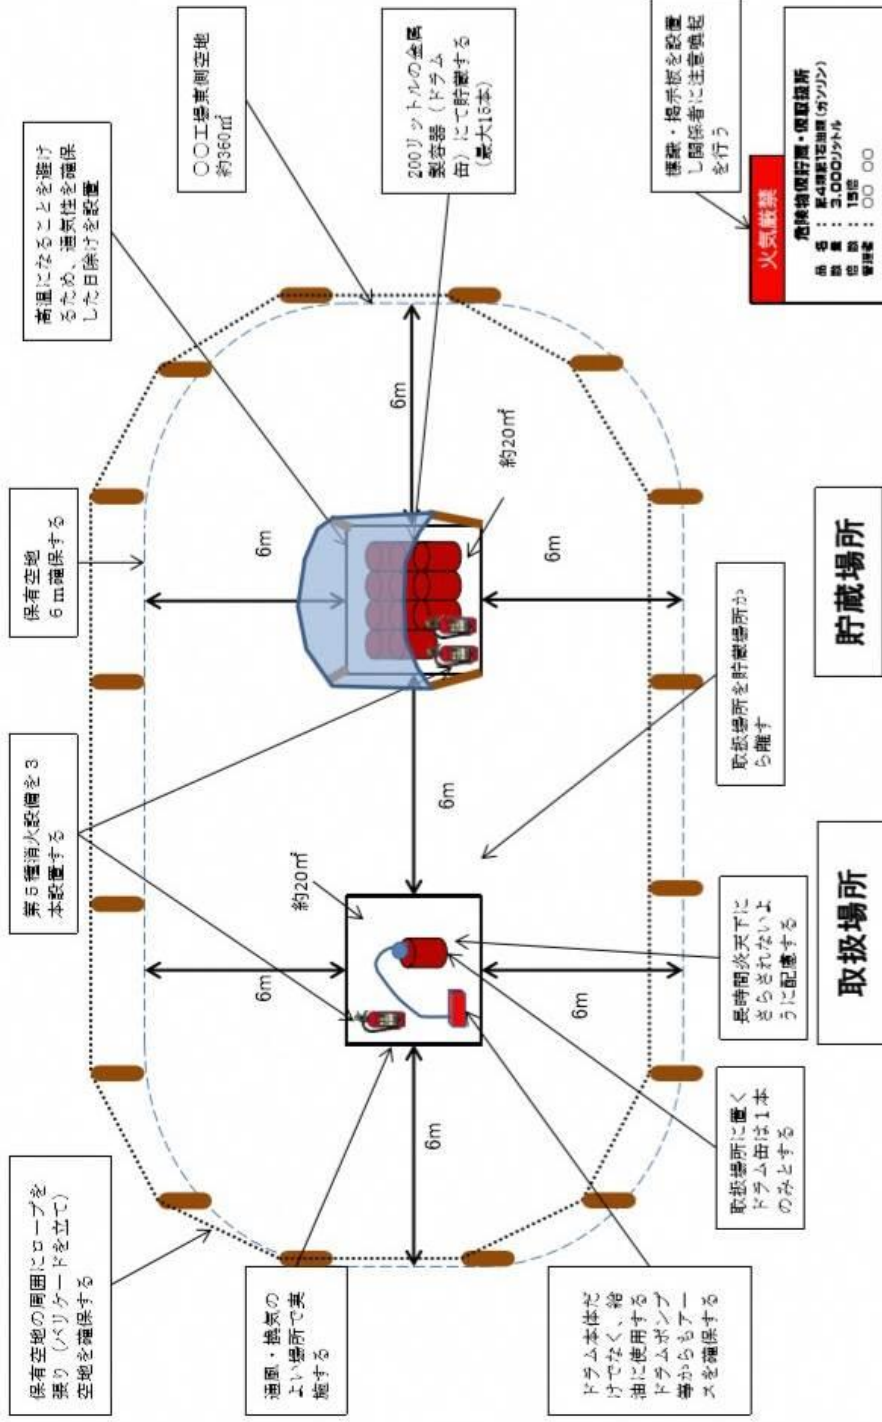 保有空地の周囲にロープを
張り（バリケードを立て）
空地を確保する
第５種消火設備を３
本設置する
保有空地
６ｍ確保する
高温になることを避け
るため、通気性を確保
した日除けを設置
〇〇工場東側空地
約360㎡
200リットルの金属
製容器（ドラム
缶）にて貯蔵する
（最大15本）
標識・掲示板を設置
し関係者に注意喚起
を行う
火気厳禁
危険物仮貯蔵・仮取扱所
品 名 ： 第4類第1石油類(ガソリン)
数 量 ： 3,000リットル
倍 数 ： 15倍
管理者 ： 〇〇 〇〇
通風・換気の
よい場所で実
施する
ドラム本体だ
けでなく、給
油に使用する
ドラムポンプ
等からもアー
スを確保する
取扱場所に置く
ドラム缶は１本
のみとする
長時間炎天下に
さらされないよ
うに配慮する
取扱場所を貯蔵場所か
ら離す
約20㎡
約20㎡
6m
6m
6m
6m
6m
6m
6m
取扱場所
貯蔵場所